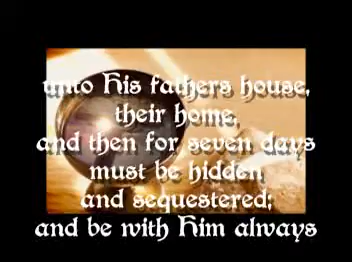 unto His fathers house,
their home,
and then for seven days
must be hidden
and sequestered;
and be with Him always